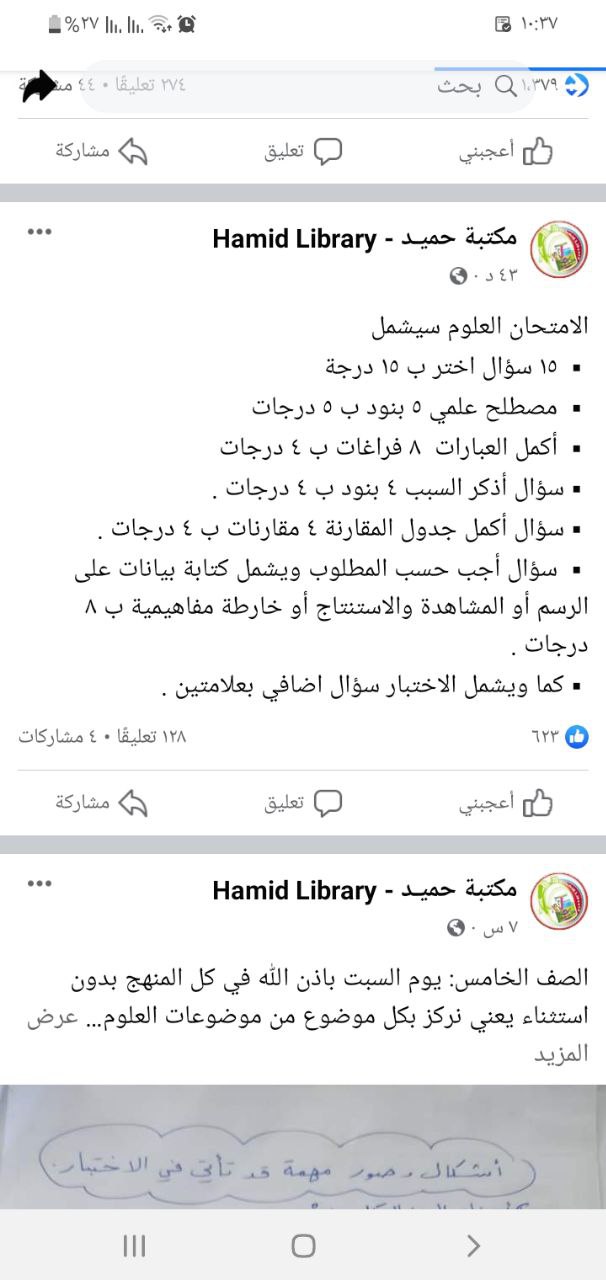 ١٠:٣٧
%٢٧
بحث
١،٣٧٩
٢٧٤ تعليقًا • ٤٤
أعجبني
تعليق
مشاركة
مكتبة حميـد - Hamid Library
٤٣ د ·
الامتحان العلوم سيشمل
▪ ١٥ سؤال اختر ب ١٥ درجة
▪ مصطلح علمي ٥ بنود ب ٥ درجات
▪ أكمل العبارات ٨ فراغات ب ٤ درجات
▪ سؤال أذكر السبب ٤ بنود ب ٤ درجات .
▪ سؤال أكمل جدول المقارنة ٤ مقارنات ب ٤ درجات .
▪ سؤال أجب حسب المطلوب ويشمل كتابة بيانات على
الرسم أو المشاهدة والاستنتاج أو خارطة مفاهيمية ب ٨
درجات .
▪ كما ويشمل الاختبار سؤال اضافي بعلامتين .
٦٢٣
١٢٨ تعليقًا • ٤ مشاركات
أعجبني
تعليق
مشاركة
مكتبة حميـد - Hamid Library
٧ س ·
الصف الخامس: يوم السبت باذن الله في كل المنهج بدون
استثناء يعني نركز بكل موضوع من موضوعات العلوم... عرض
المزيد
أشكال وصور مهمة قد تأتي في الاختبار